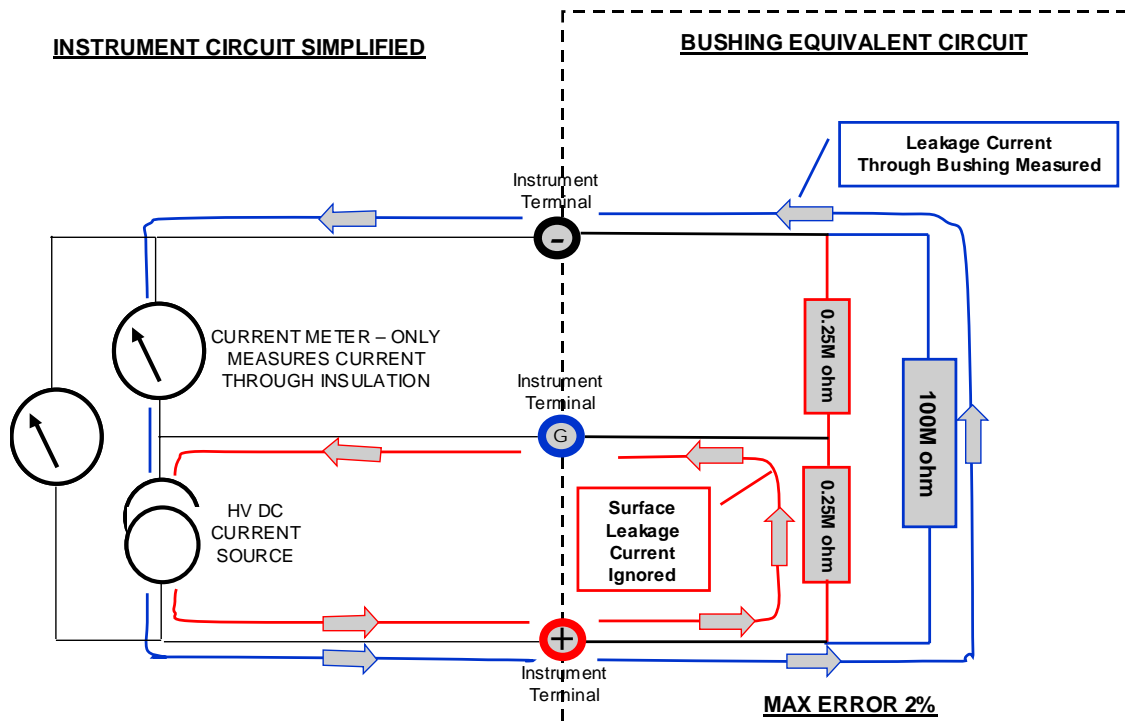 INSTRUMENT CIRCUIT SIMPLIFIED
BUSHING EQUIVALENT CIRCUIT
Leakage Current
Through Bushing Measured
Instrument
Terminal
-
CURRENT METER – ONLY
MEASURES CURRENT
THROUGH INSULATION
0.25M ohm
Instrument
Terminal
G
100M ohm
HV DC
CURRENT
SOURCE
Surface
Leakage
Current
Ignored
0.25M ohm
+
Instrument
Terminal
MAX ERROR 2%